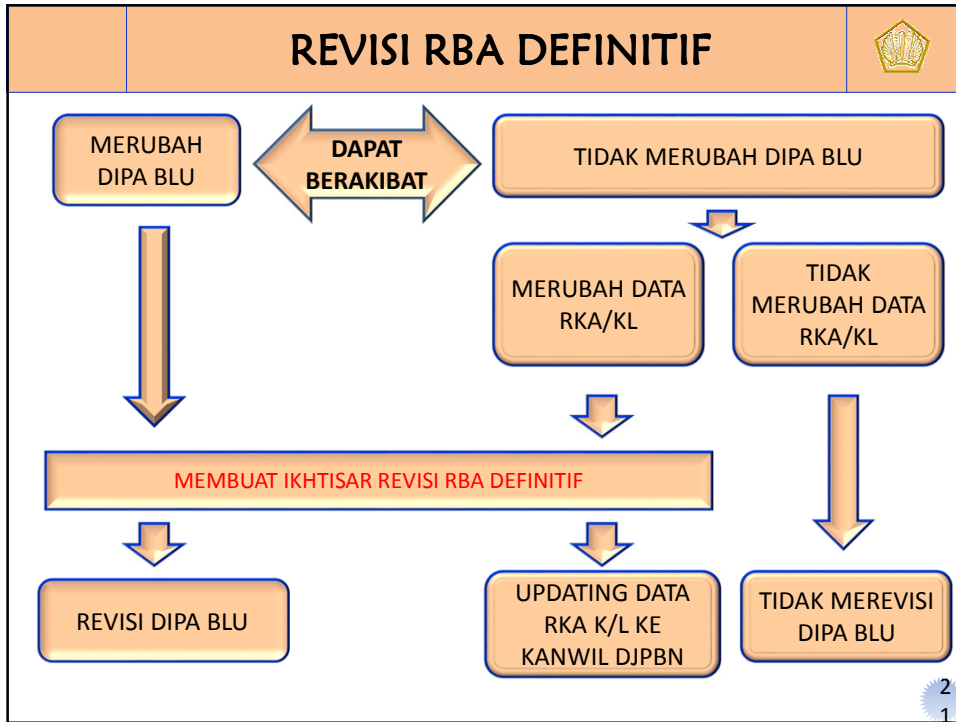 REVISI RBA DEFINITIF
MERUBAH
DIPA BLU
DAPAT
BERAKIBAT
TIDAK MERUBAH DIPA BLU
MERUBAH DATA
RKA/KL
TIDAK
MERUBAH DATA
RKA/KL
MEMBUAT IKHTISAR REVISI RBA DEFINITIF
REVISI DIPA BLU
UPDATING DATA
RKA K/L KE
KANWIL DJPBN
TIDAK MEREVISI
DIPA BLU
2
1